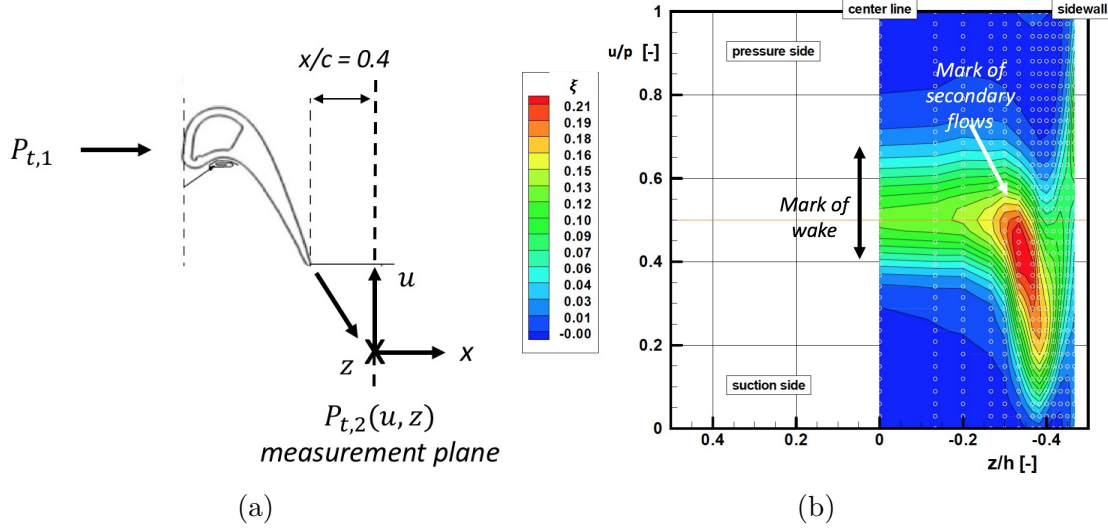 x/c = 0.4
P_{t,1}
u
z
x
P_{t,2}(u, z)
measurement plane
(a)
ξ
0.21
0.19
0.18
0.16
0.15
0.13
0.12
0.10
0.09
0.07
0.06
0.04
0.03
0.01
-0.00
center line
sidewall
1
u/p [-]
pressure side
Mark of
secondary
flows
0.8
0.6
Mark of
wake
0.4
0.2
suction side
0
0.4
0.2
0
-0.2
-0.4
z/h [-]
(b)